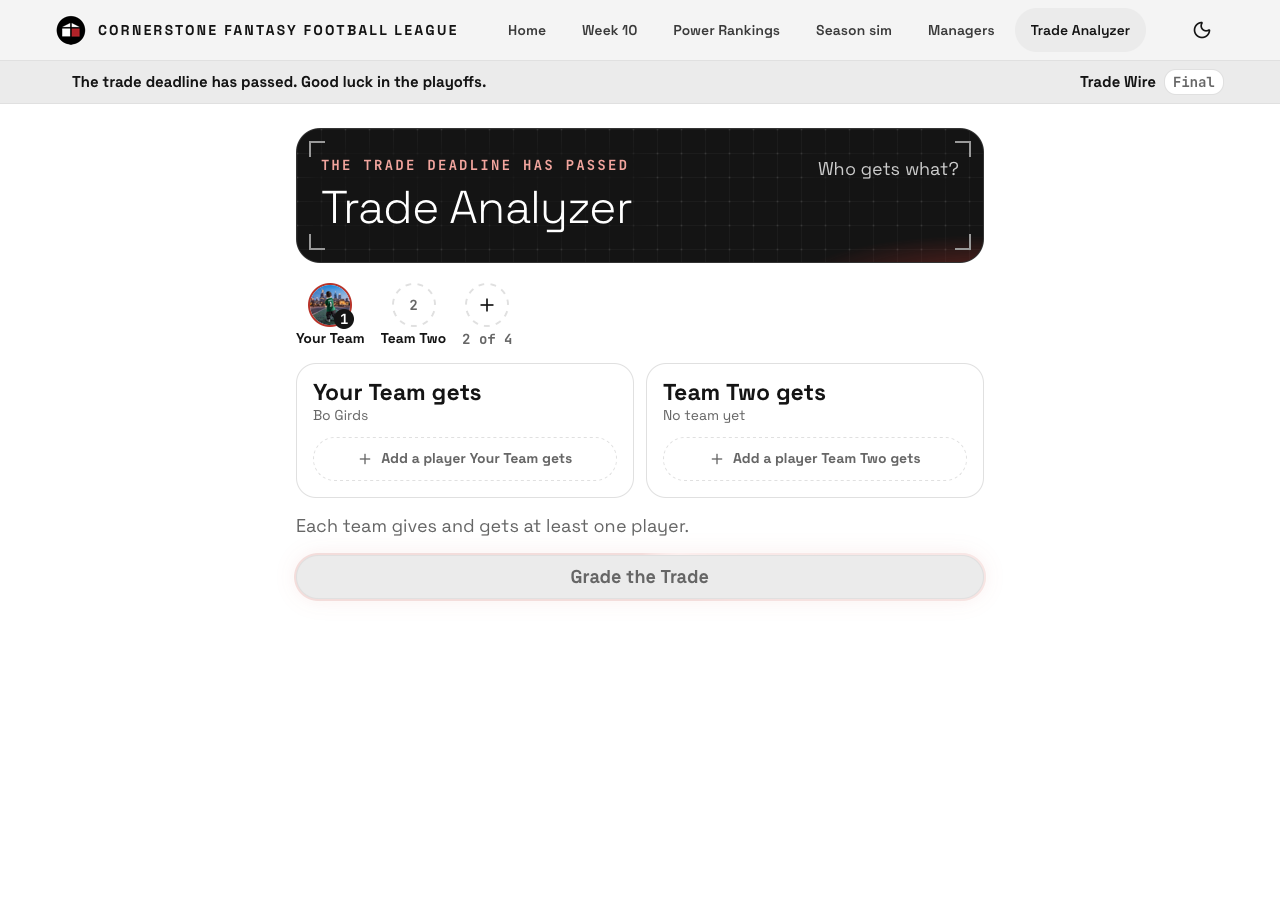 CORNERSTONE FANTASY FOOTBALL LEAGUE
Home
Week 10
Power Rankings
Season sim
Managers
Trade Analyzer
The trade deadline has passed. Good luck in the playoffs.
Trade Wire
Final
THE TRADE DEADLINE HAS PASSED
Who gets what?
Trade Analyzer
1
2
Your Team
Team Two
2 of 4
Your Team gets
Bo Girds
Add a player Your Team gets
Team Two gets
No team yet
Add a player Team Two gets
Each team gives and gets at least one player.
Grade the Trade